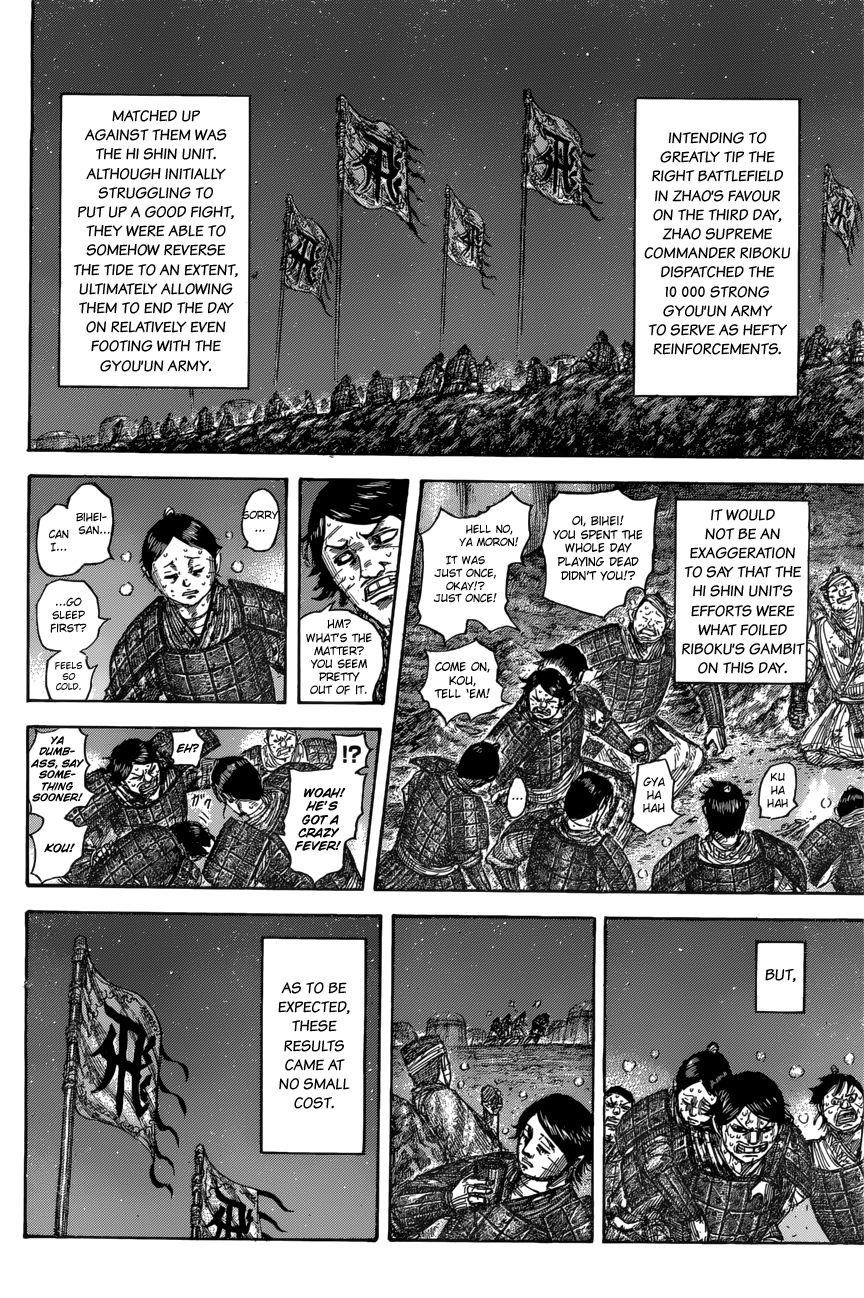 INTENDING TO
GREATLY TIP THE
RIGHT BATTLEFIELD
IN ZHAO'S FAVOUR
ON THE THIRD DAY,
ZHAO SUPREME
COMMANDER RIBOKU
DISPATCHED THE
10 000 STRONG
GYOU'UN ARMY
TO SERVE AS HEFTY
REINFORCEMENTS.
MATCHED UP
AGAINST THEM WAS
THE HI SHIN UNIT.
ALTHOUGH INITIALLY
STRUGGLING TO
PUT UP A GOOD FIGHT,
THEY WERE ABLE TO
SOMEHOW REVERSE
THE TIDE TO AN EXTENT,
ULTIMATELY ALLOWING
THEM TO END THE DAY
ON RELATIVELY EVEN
FOOTING WITH THE
GYOU'UN ARMY.
飛
飛
飛
飛
飛
IT WOULD
NOT BE AN
EXAGGERATION
TO SAY THAT THE
HI SHIN UNIT'S
EFFORTS WERE
WHAT FOILED
RIBOKU'S GAMBIT
ON THIS DAY.
OI, BIHEI!
YOU SPENT THE
WHOLE DAY
PLAYING DEAD
DIDN'T YOU!?
HELL NO,
YA MORON!
IT WAS
JUST ONCE,
OKAY!?
JUST ONCE!
COME ON,
KOU,
TELL 'EM!
KU
HA
HAH
GYA
HA
HAH
...
HM?
WHAT'S THE
MATTER?
YOU SEEM
PRETTY
OUT OF IT.
SORRY
...
BIHEI-
SAN...
CAN
I...
...GO
SLEEP
FIRST?
FEELS
SO
COLD.
!?
WOAH!
HE'S
GOT A
CRAZY
FEVER!
EH?
ガク
YA
DUMB-
ASS, SAY
SOME-
THING
SOONER!
KOU!
BUT,
AS TO BE
EXPECTED,
THESE
RESULTS
CAME AT
NO SMALL
COST.
飛
飛